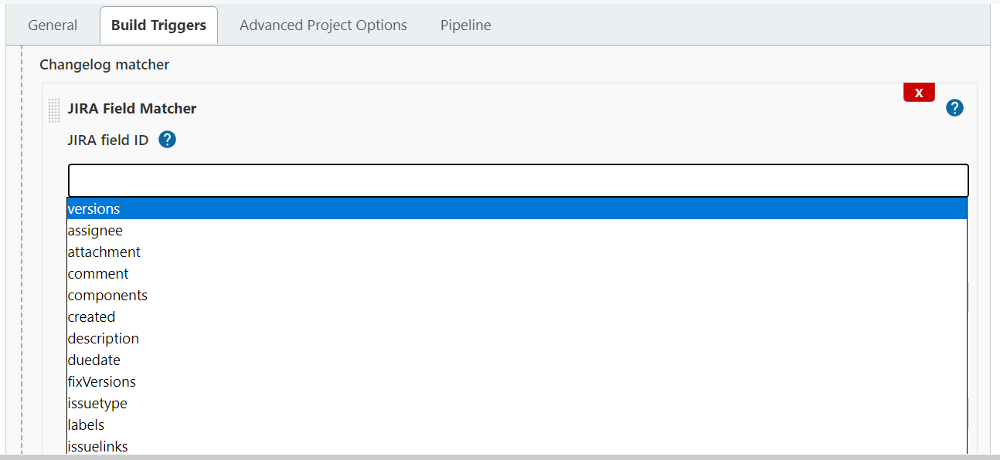 General Build Triggers Advanced Project Options Pipeline
Changelog matcher
x
JIRA Field Matcher ?
JIRA field ID ?
versions
assignee
attachment
comment
components
created
description
duedate
fixVersions
issuetype
labels
issuelinks